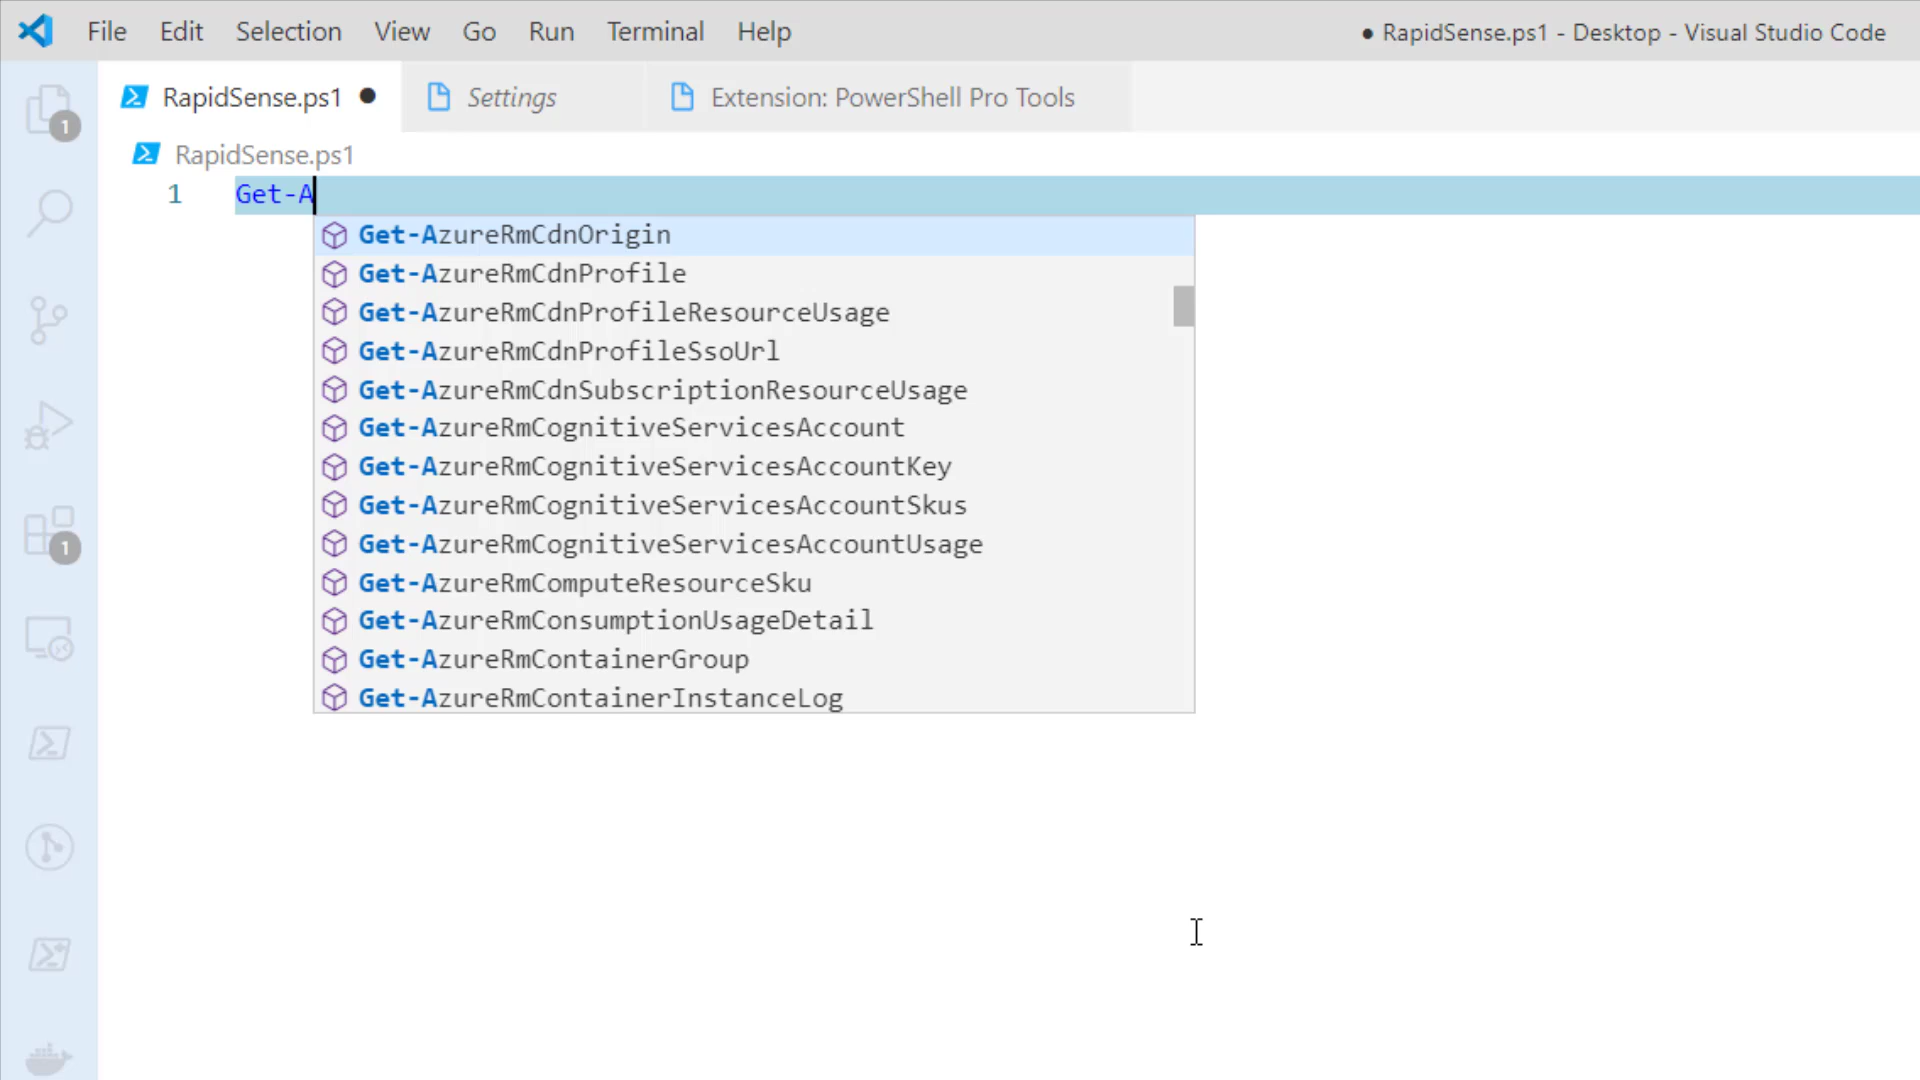 File Edit Selection View Go Run Terminal Help ● RapidSense.ps1 - Desktop - Visual Studio Code
RapidSense.ps1 ● Settings Extension: PowerShell Pro Tools
RapidSense.ps1
1 Get-A
Get-AzureRmCdnOrigin
Get-AzureRmCdnProfile
Get-AzureRmCdnProfileResourceUsage
Get-AzureRmCdnProfileSsoUrl
Get-AzureRmCdnSubscriptionResourceUsage
Get-AzureRmCognitiveServicesAccount
Get-AzureRmCognitiveServicesAccountKey
Get-AzureRmCognitiveServicesAccountSkus
Get-AzureRmCognitiveServicesAccountUsage
Get-AzureRmComputeResourceSku
Get-AzureRmConsumptionUsageDetail
Get-AzureRmContainerGroup
Get-AzureRmContainerInstanceLog
1
1